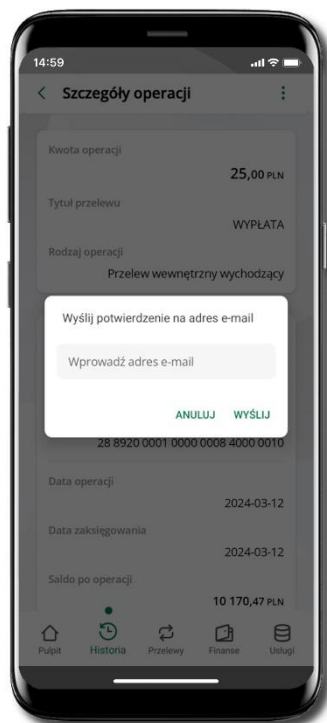 14:59
Szczegóły operacji
Kwota operacji
25,00 PLN
Tytuł przelewu
WYPŁATA
Rodzaj operacji
Przelew wewnętrzny wychodzący
Wyślij potwierdzenie na adres e-mail
Wprowadź adres e-mail
ANULUJ WYŚLIJ
28 8920 0001 0000 0008 4000 0010
Data operacji
2024-03-12
Data zaksięgowania
2024-03-12
Saldo po operacji
10 170,47 PLN
Pulpit Historia Przelewy Finanse Usługi